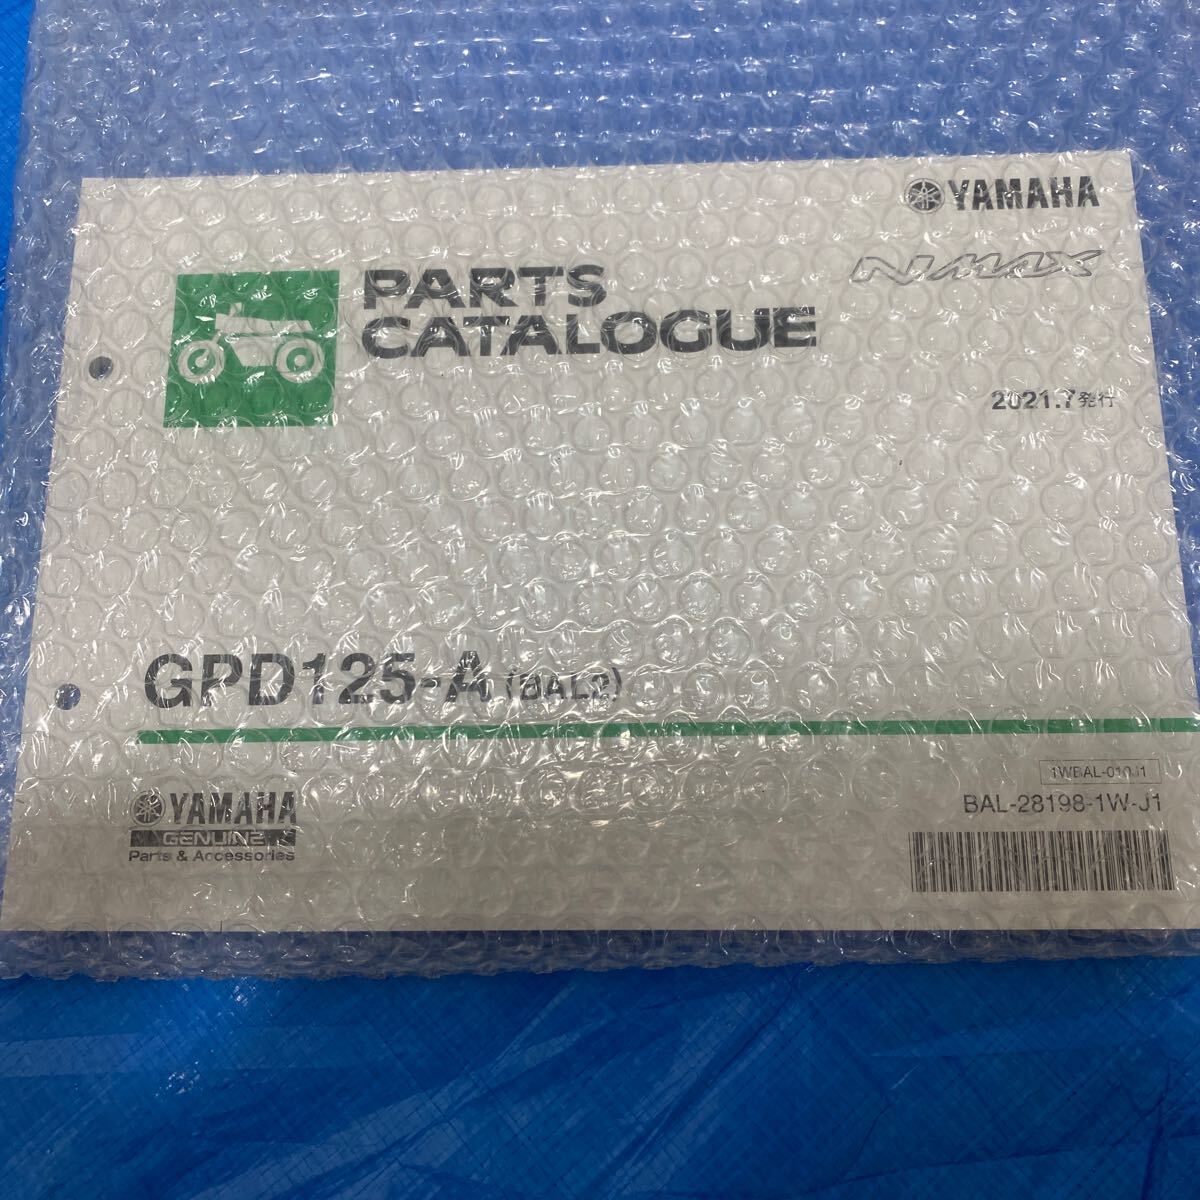 YAMAHA
NMAX
PARTS
CATALOGUE
2021.7発行
GPD125-A (BAL2)
1WBAL-010J1
BAL-28198-1W-J1
YAMAHA
GENUINE
Parts & Accessories